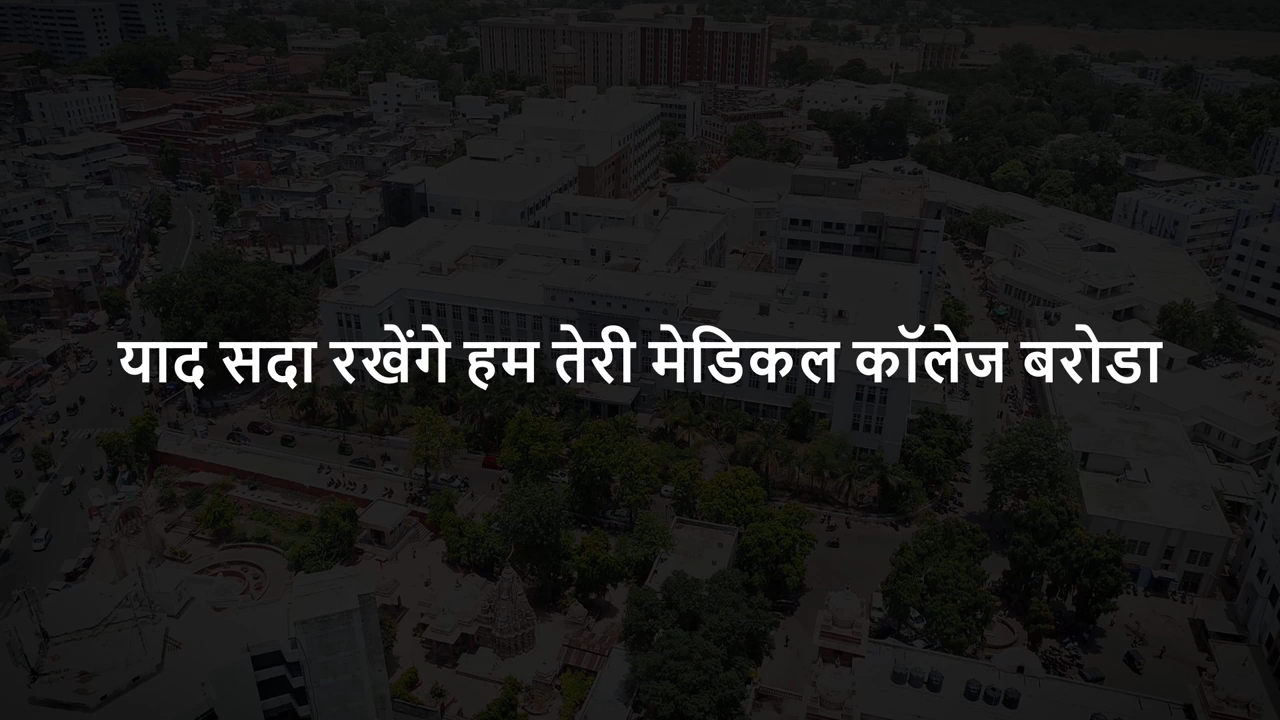 याद सदा रखेंगे हम तेरी मेडिकल कॉलेज बरोडा